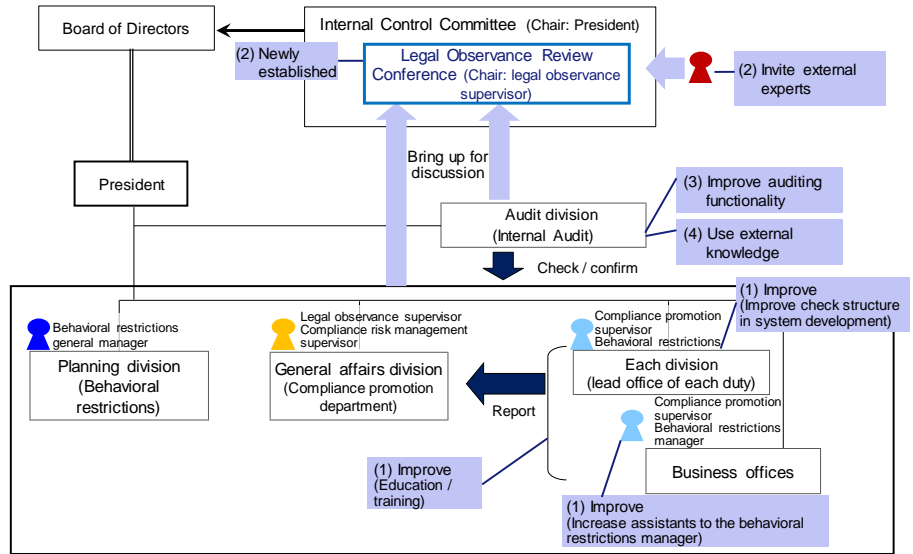 Board of Directors
Internal Control Committee (Chair: President)
(2) Newly
established
Legal Observance Review
Conference (Chair: legal observance
supervisor)
(2) Invite external
experts
Bring up for
discussion
President
(3) Improve auditing
functionality
Audit division
(Internal Audit)
(4) Use external
knowledge
Check / confirm
(1) Improve
(Improve check structure
in system development)
Behavioral restrictions
general manager
Legal observance supervisor
Compliance risk management
supervisor
Compliance promotion
supervisor
Behavioral restrictions
Planning division
(Behavioral
restrictions)
General affairs division
(Compliance promotion
department)
Each division
(lead office of each duty)
Report
Compliance promotion
supervisor
Behavioral restrictions
manager
Business offices
(1) Improve
(Education /
training)
(1) Improve
(Increase assistants to the behavioral
restrictions manager)